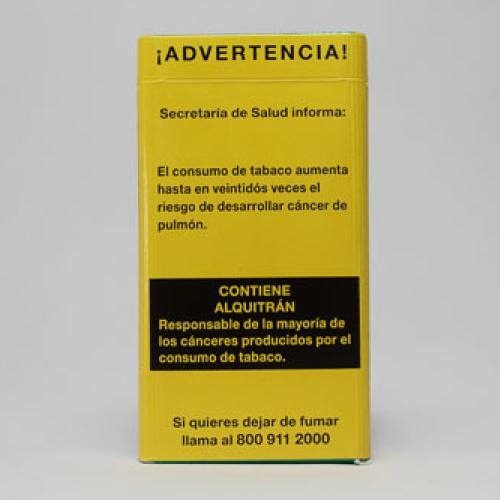 ¡ADVERTENCIA!
Secretaría de Salud informa:
El consumo de tabaco aumenta
hasta en veintidós veces el
riesgo de desarrollar cáncer de
pulmón.
CONTIENE
ALQUITRÁN
Responsable de la mayoría de
los cánceres producidos por el
consumo de tabaco.
Si quieres dejar de fumar
llama al 800 911 2000